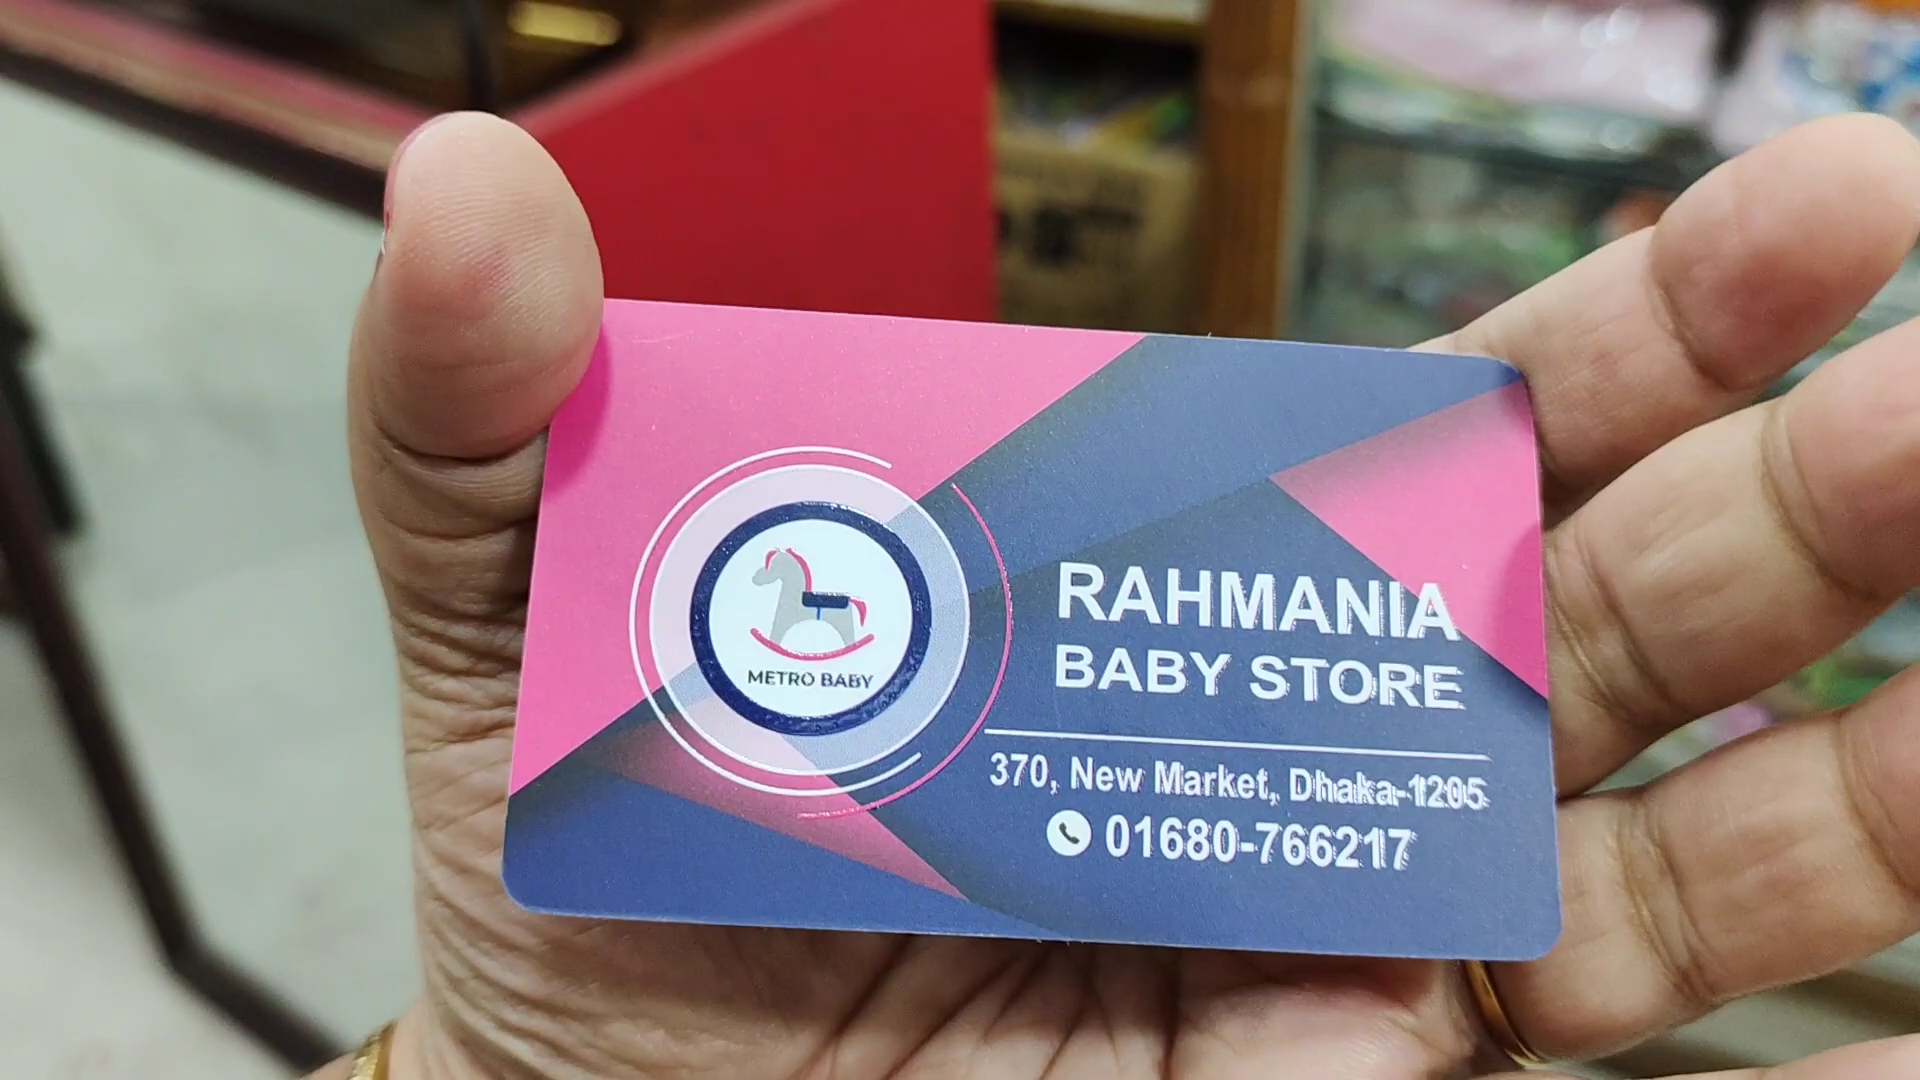 METRO BABY
RAHMANIA
BABY STORE
370, New Market, Dhaka-1205
01680-766217